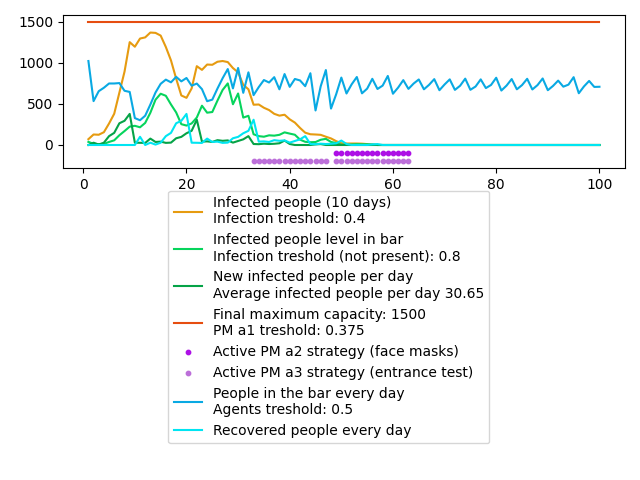 1500
1000
500
0
0 20 40 60 80 100
Infected people (10 days)
Infection treshold: 0.4
Infected people level in bar
Infection treshold (not present): 0.8
New infected people per day
Average infected people per day 30.65
Final maximum capacity: 1500
PM a1 treshold: 0.375
Active PM a2 strategy (face masks)
Active PM a3 strategy (entrance test)
People in the bar every day
Agents treshold: 0.5
Recovered people every day